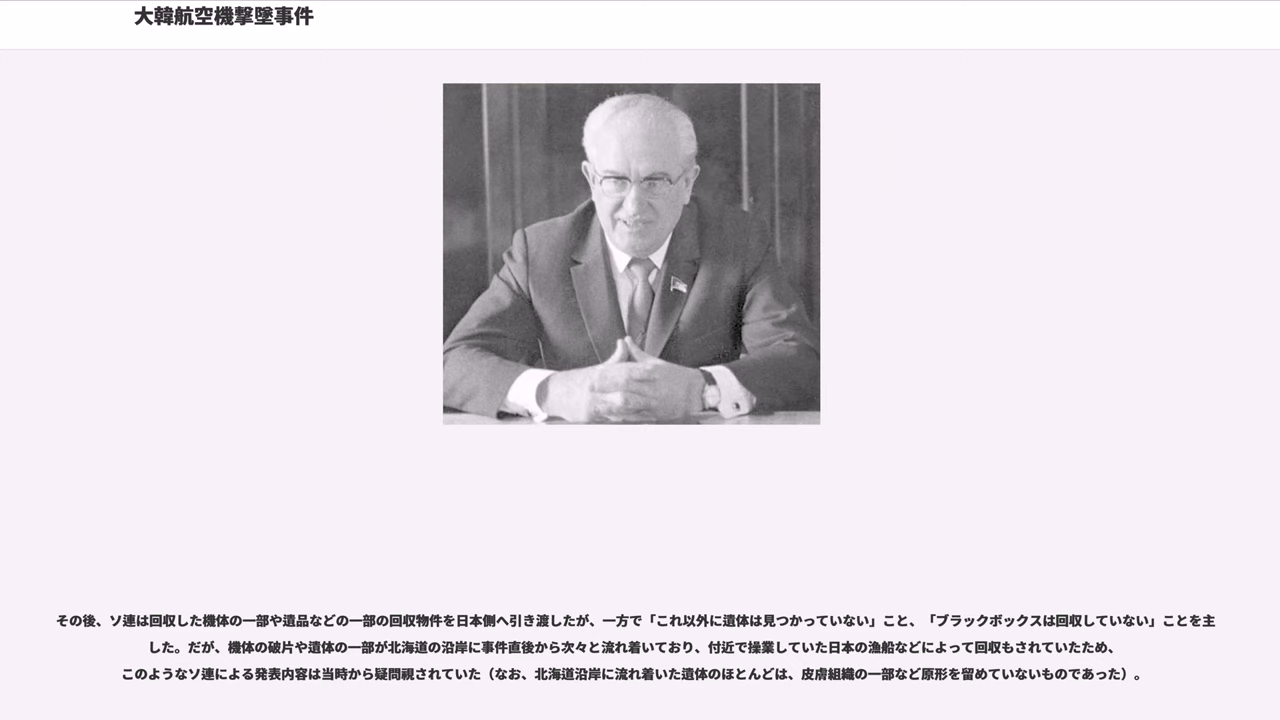 大韓航空機撃墜事件
その後、ソ連は回収した機体の一部や遺品などの一部の回収物件を日本側へ引き渡したが、一方で「これ以外に遺体は見つかっていない」こと、「ブラックボックスは回収していない」ことを主
した。だが、機体の破片や遺体の一部が北海道の沿岸に事件直後から次々と流れ着いており、付近で操業していた日本の漁船などによって回収もされていたため、
このようなソ連による発表内容は当時から疑問視されていた（なお、北海道沿岸に流れ着いた遺体のほとんどは、皮膚組織の一部など原形を留めていないものであった）。